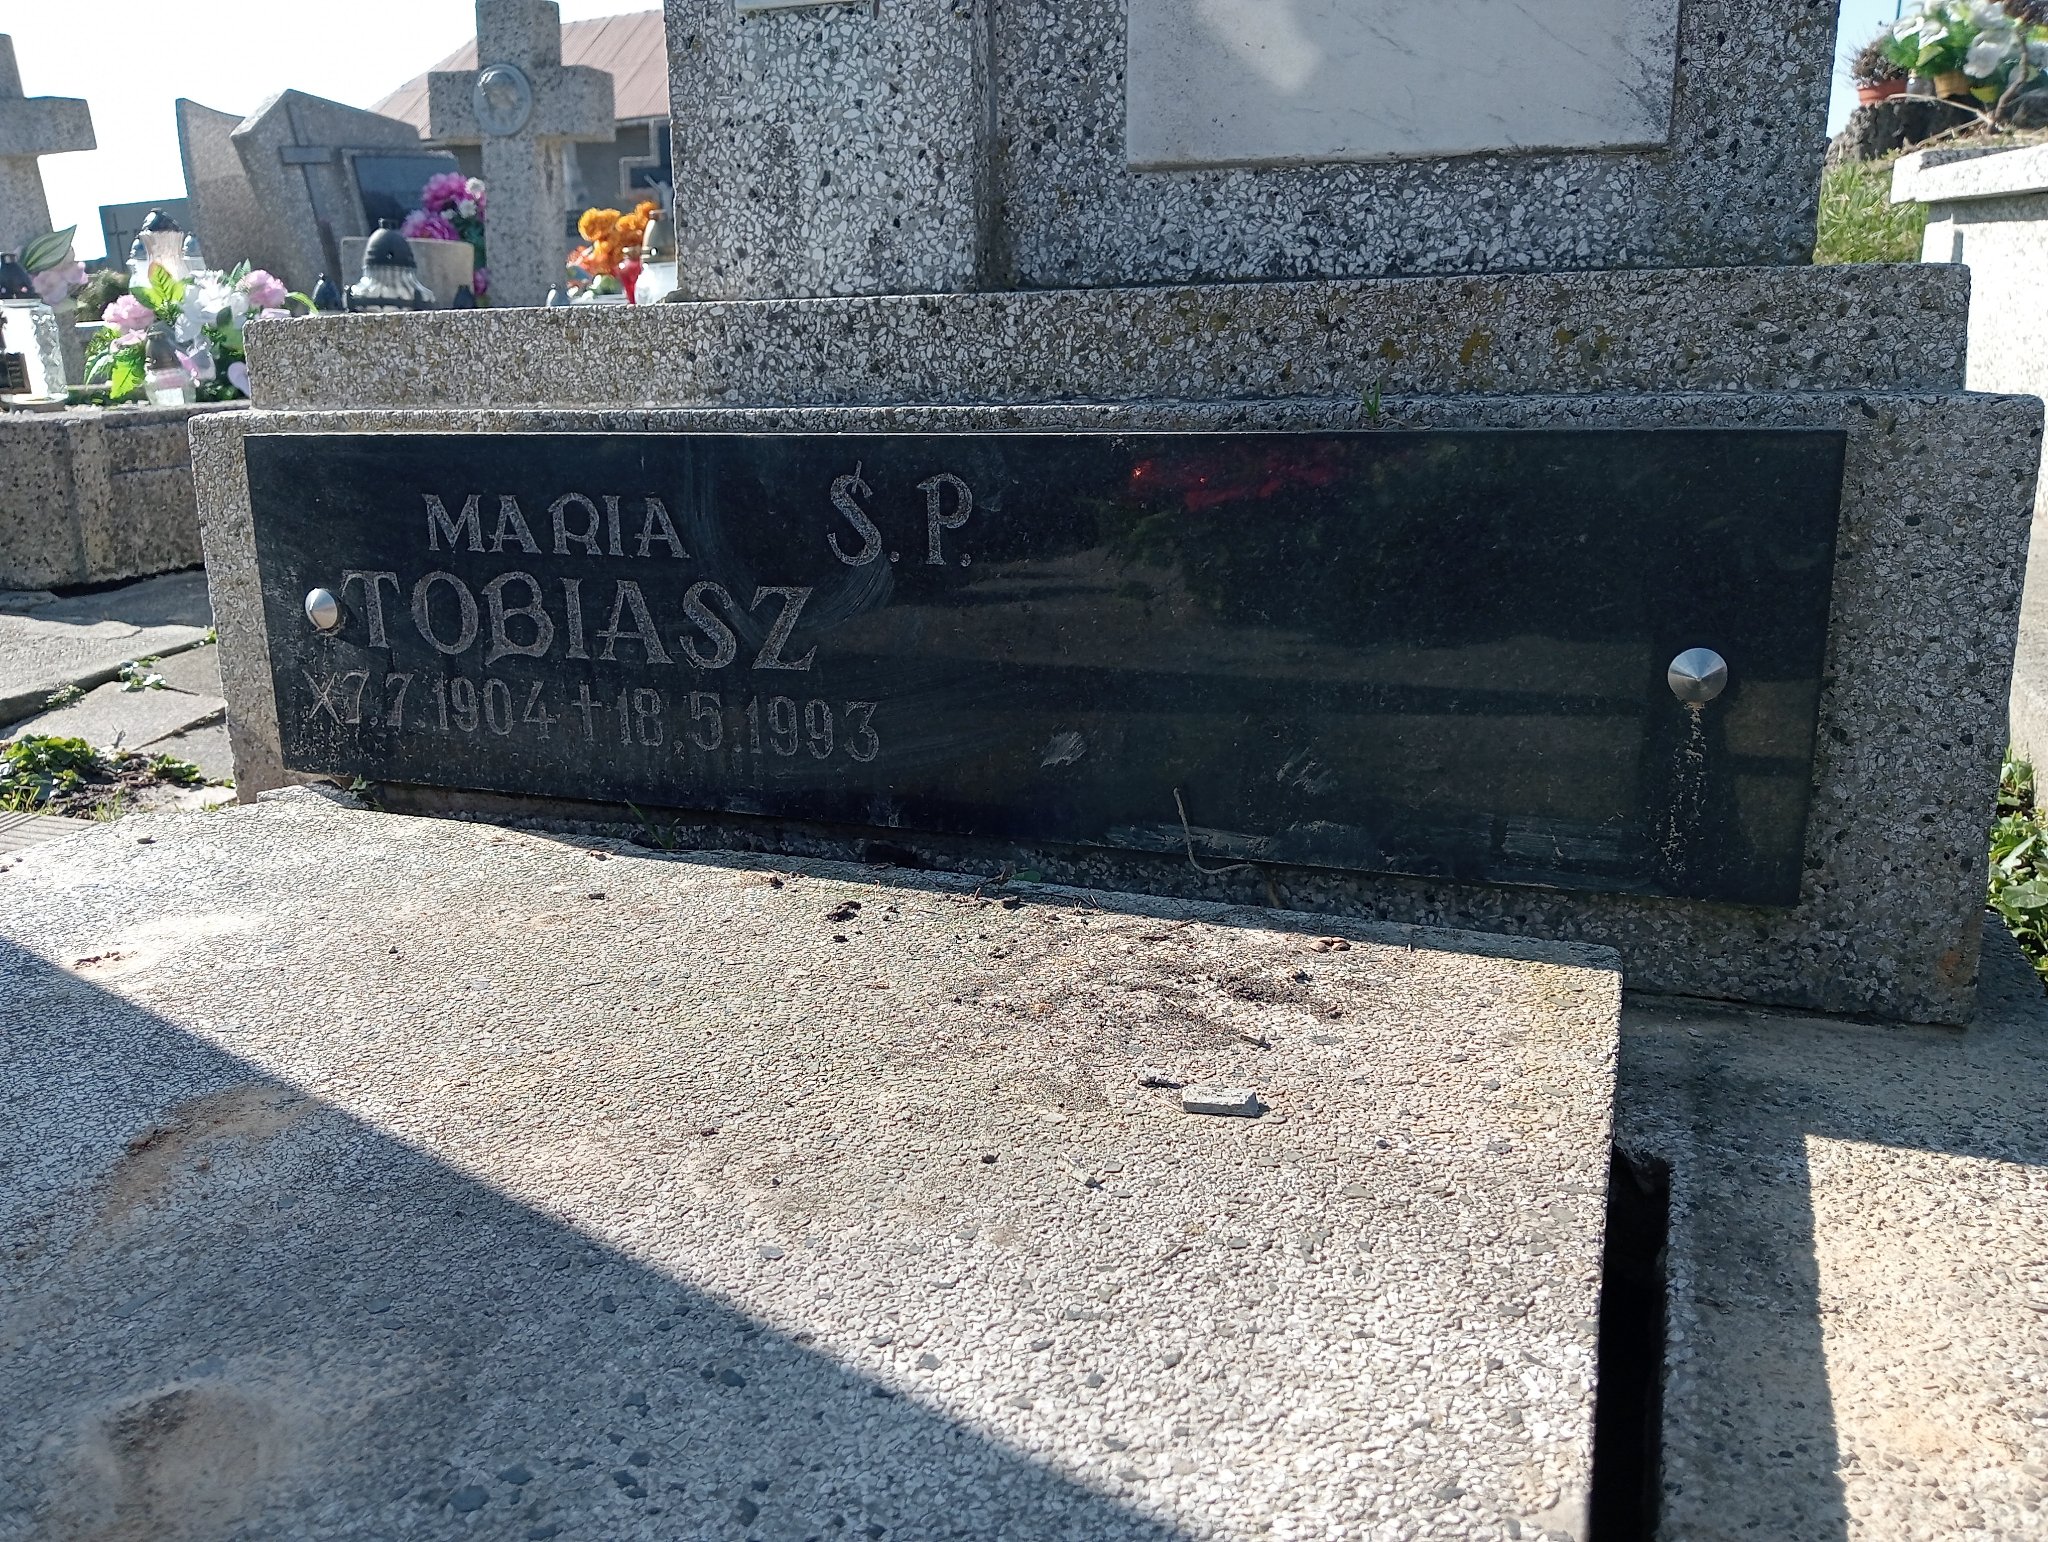 Ś.P.
MARIA
TOBIASZ
×7.7.1904 +18.5.1993